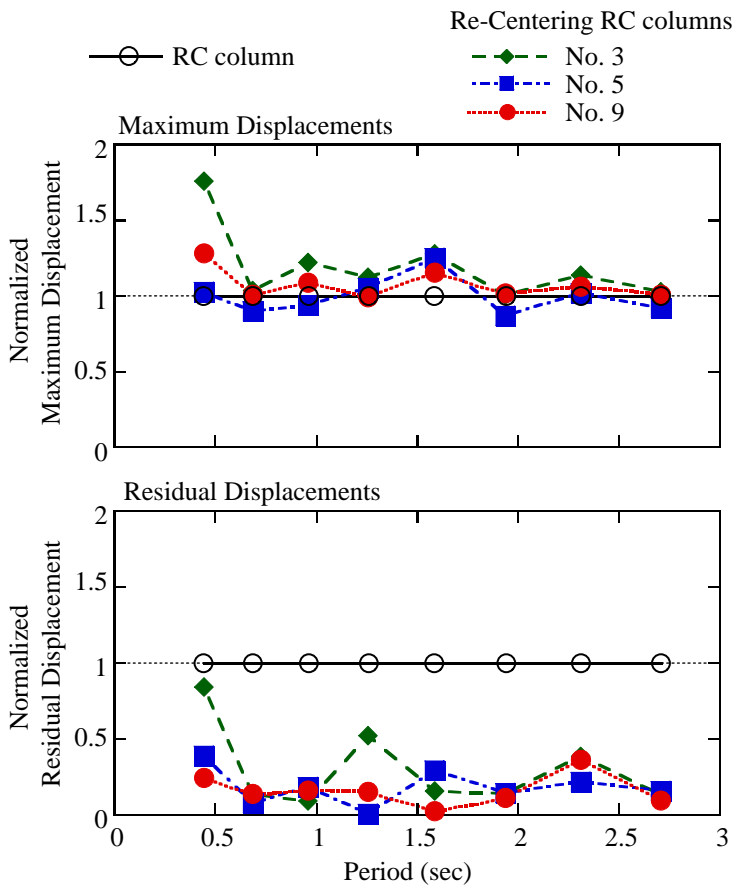 Re-Centering RC columns
RC column
No. 3
No. 5
No. 9
Maximum Displacements
Normalized
Maximum Displacement
2
1.5
1
0.5
0
Residual Displacements
Normalized
Residual Displacement
2
1.5
1
0.5
0
0 0.5 1 1.5 2 2.5 3
Period (sec)